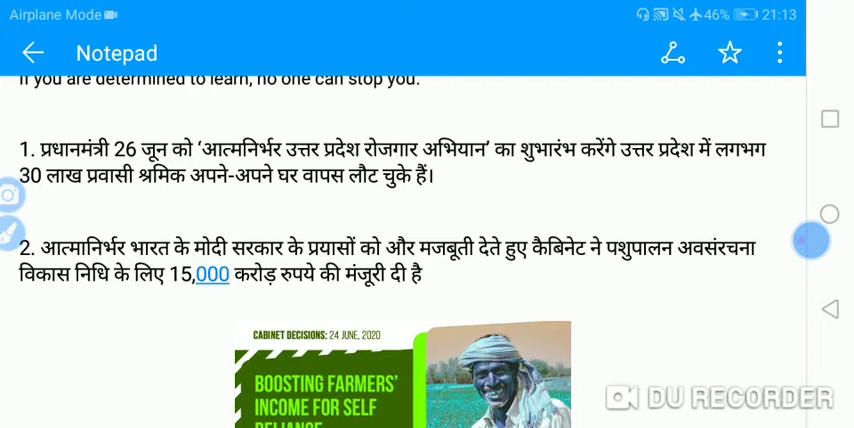 Airplane Mode 46% 21:13
Notepad
If you are determined to learn, no one can stop you.
1. प्रधानमंत्री 26 जून को ‘आत्मनिर्भर उत्तर प्रदेश रोजगार अभियान’ का शुभारंभ करेंगे उत्तर प्रदेश में लगभग
30 लाख प्रवासी श्रमिक अपने-अपने घर वापस लौट चुके हैं।
2. आत्मानिर्भर भारत के मोदी सरकार के प्रयासों को और मजबूती देते हुए कैबिनेट ने पशुपालन अवसंरचना
विकास निधि के लिए 15,000 करोड़ रुपये की मंजूरी दी है
CABINET DECISIONS: 24 JUNE, 2020
BOOSTING FARMERS'
INCOME FOR SELF
RELIANCE
DU RECORDER